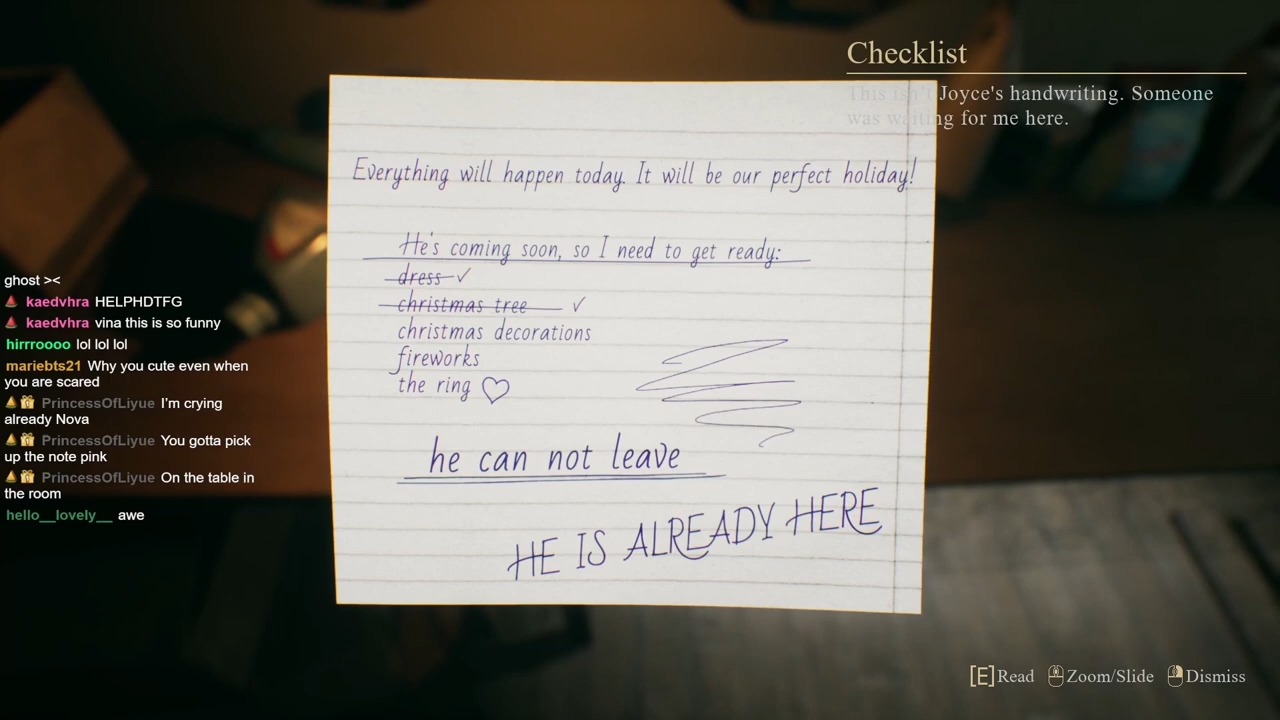 Checklist
This isn't Joyce's handwriting. Someone
was waiting for me here.
Everything will happen today. It will be our perfect holiday!
He's coming soon, so I need to get ready:
dress ✓
christmas tree ✓
christmas decorations
fireworks
the ring ♡
he can not leave
HE IS ALREADY HERE
ghost ><
kaedvhra HELPHDTFG
kaedvhra vina this is so funny
hirrroooo lol lol lol
mariebts21 Why you cute even when
you are scared
PrincessOfLiyue I'm crying
already Nova
PrincessOfLiyue You gotta pick
up the note pink
PrincessOfLiyue On the table in
the room
hello__lovely__ awe
[E]Read Zoom/Slide Dismiss